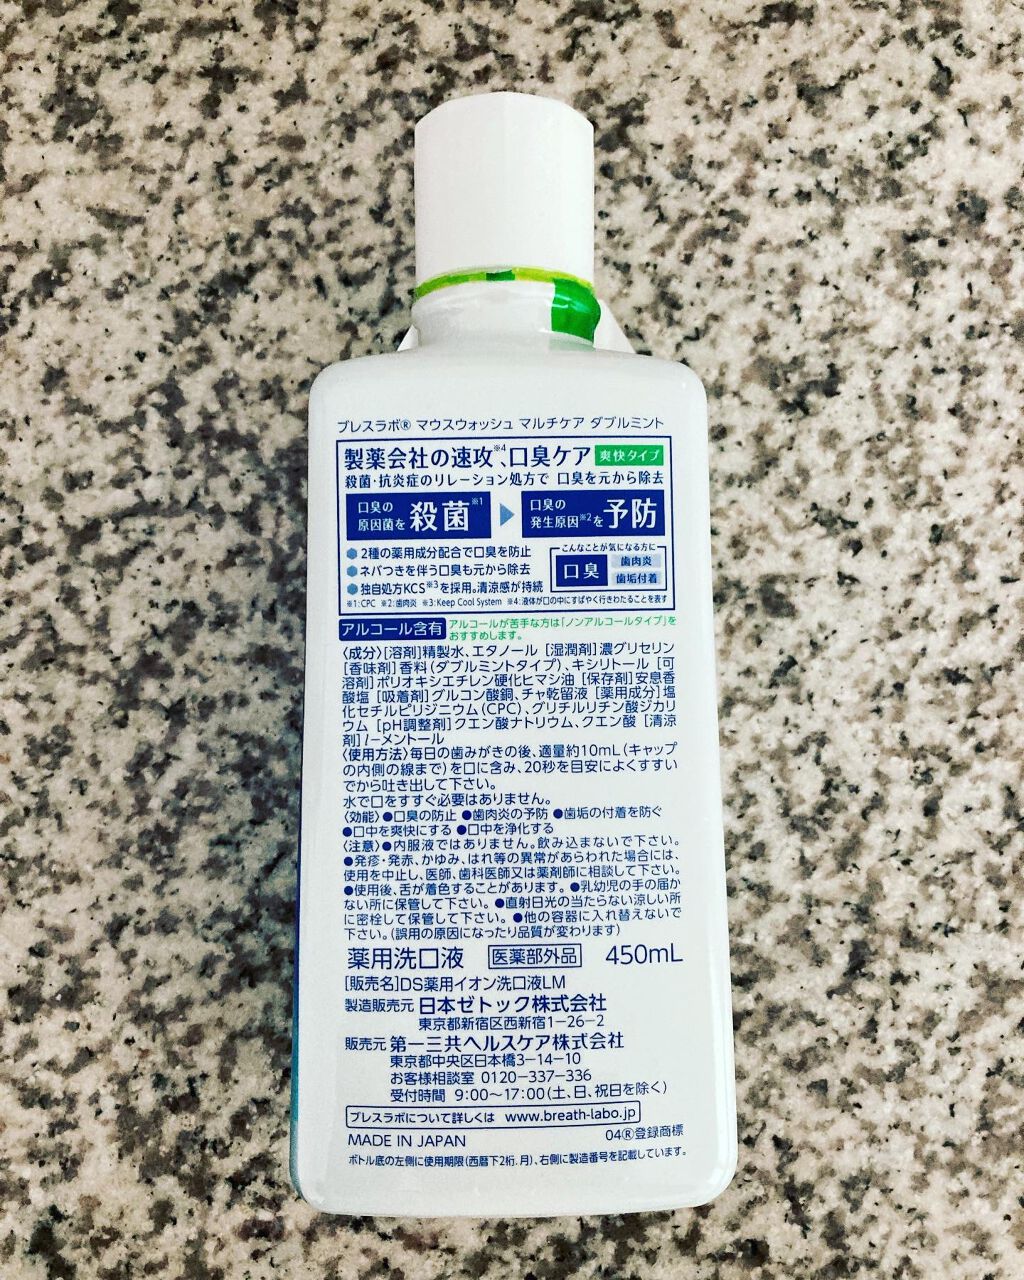 ブレスラボ® マウスウォッシュ マルチケア ダブルミント
製薬会社の速攻※4、口臭ケア 爽快タイプ
殺菌・抗炎症のリレーション処方で 口臭を元から除去
口臭の原因菌を 殺菌※1 ▶ 口臭の発生原因※2を 予防
●2種の薬用成分配合で口臭を防止
●ネバつきを伴う口臭も元から除去
●独自処方KCS※3を採用。清涼感が持続
こんなことが気になる方に
口臭 歯肉炎 歯垢付着
※1:CPC ※2:歯肉炎 ※3:Keep Cool System ※4:液体が口の中にすばやく行きわたることを表す
アルコール含有 アルコールが苦手な方は「ノンアルコールタイプ」を
おすすめします。
〈成分〉[溶剤]精製水、エタノール [湿潤剤]濃グリセリン
[香味剤]香料(ダブルミントタイプ)、キシリトール [可
溶剤]ポリオキシエチレン硬化ヒマシ油 [保存剤]安息香
酸塩 [吸着剤]グルコン酸銅、チャ乾留液 [薬用成分]塩
化セチルピリジニウム(CPC)、グリチルリチン酸ジカリ
ウム [pH調整剤]クエン酸ナトリウム、クエン酸 [清涼
剤]l-メントール
〈使用方法〉毎日の歯みがきの後、適量約10mL(キャップ
の内側の線まで)を口に含み、20秒を目安によくすすい
でから吐き出して下さい。
水で口をすすぐ必要はありません。
〈効能〉●口臭の防止 ●歯肉炎の予防 ●歯垢の付着を防ぐ
●口中を爽快にする ●口中を浄化する
〈注意〉●内服液ではありません。飲み込まないで下さい。
●発疹・発赤、かゆみ、はれ等の異常があらわれた場合には、
使用を中止し、医師、歯科医師又は薬剤師に相談して下さい。
●使用後、舌が着色することがあります。●乳幼児の手の届か
ない所に保管して下さい。●直射日光の当たらない涼しい所
に密栓して保管して下さい。●他の容器に入れ替えないで
下さい。(誤用の原因になったり品質が変わります)
薬用洗口液 医薬部外品 450mL
[販売名]DS薬用イオン洗口液LM
製造販売元 日本ゼトック株式会社
東京都新宿区西新宿1-26-2
販売元 第一三共ヘルスケア株式会社
東京都中央区日本橋3-14-10
お客様相談室 0120-337-336
受付時間 9:00～17:00(土、日、祝日を除く)
ブレスラボについて詳しくは www.breath-labo.jp
MADE IN JAPAN 04®登録商標
ボトル底の左側に使用期限(西暦下2桁.月)、右側に製造番号を記載しています。